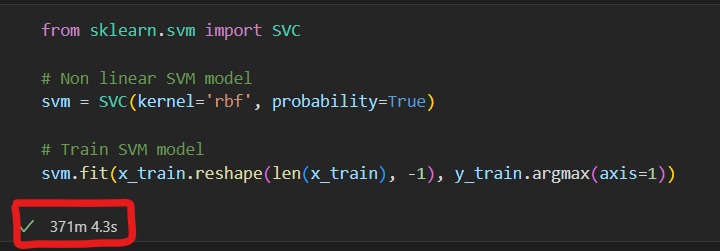 from sklearn.svm import SVC
# Non linear SVM model
svm = SVC(kernel='rbf', probability=True)
# Train SVM model
svm.fit(x_train.reshape(len(x_train), -1), y_train.argmax(axis=1))
✓ 371m 4.3s